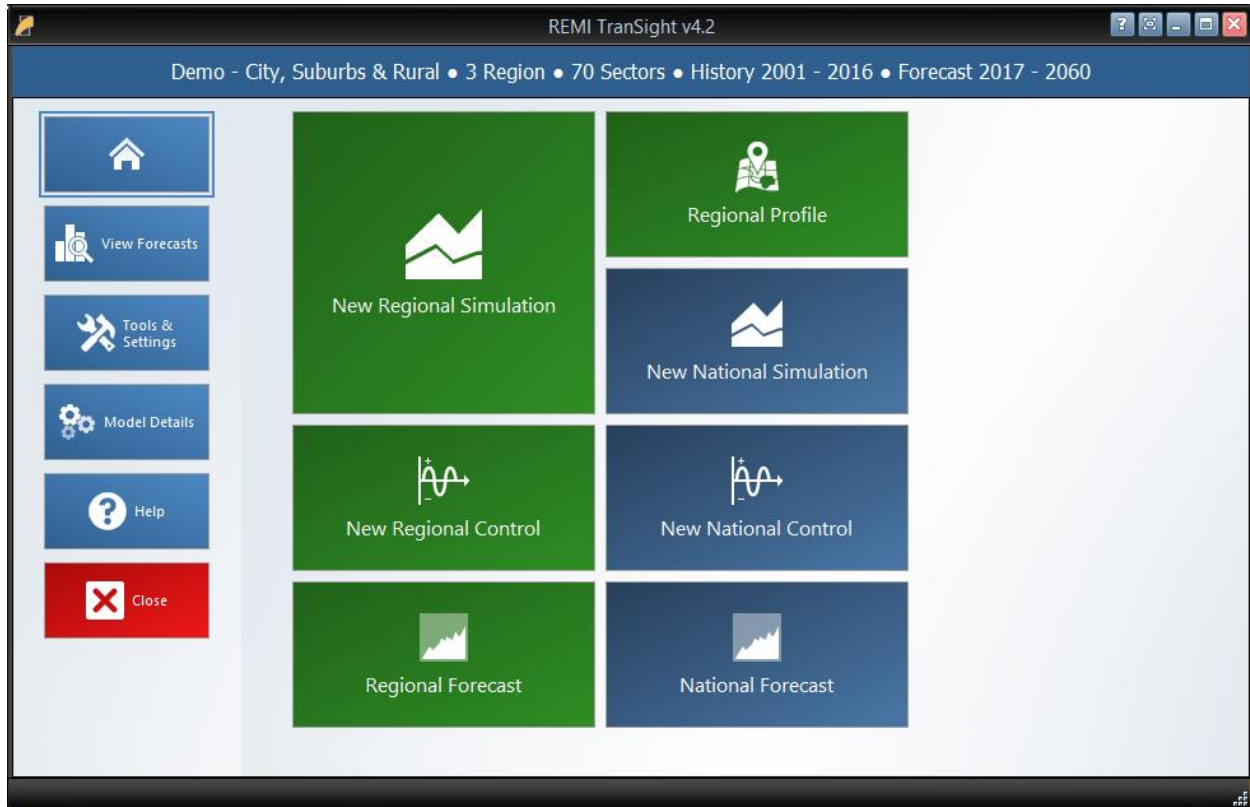 REMI TranSight v4.2
Demo - City, Suburbs & Rural ● 3 Region ● 70 Sectors ● History 2001 - 2016 ● Forecast 2017 - 2060
View Forecasts
Tools &
Settings
Model Details
Help
Close
New Regional Simulation
Regional Profile
New National Simulation
New Regional Control
New National Control
Regional Forecast
National Forecast